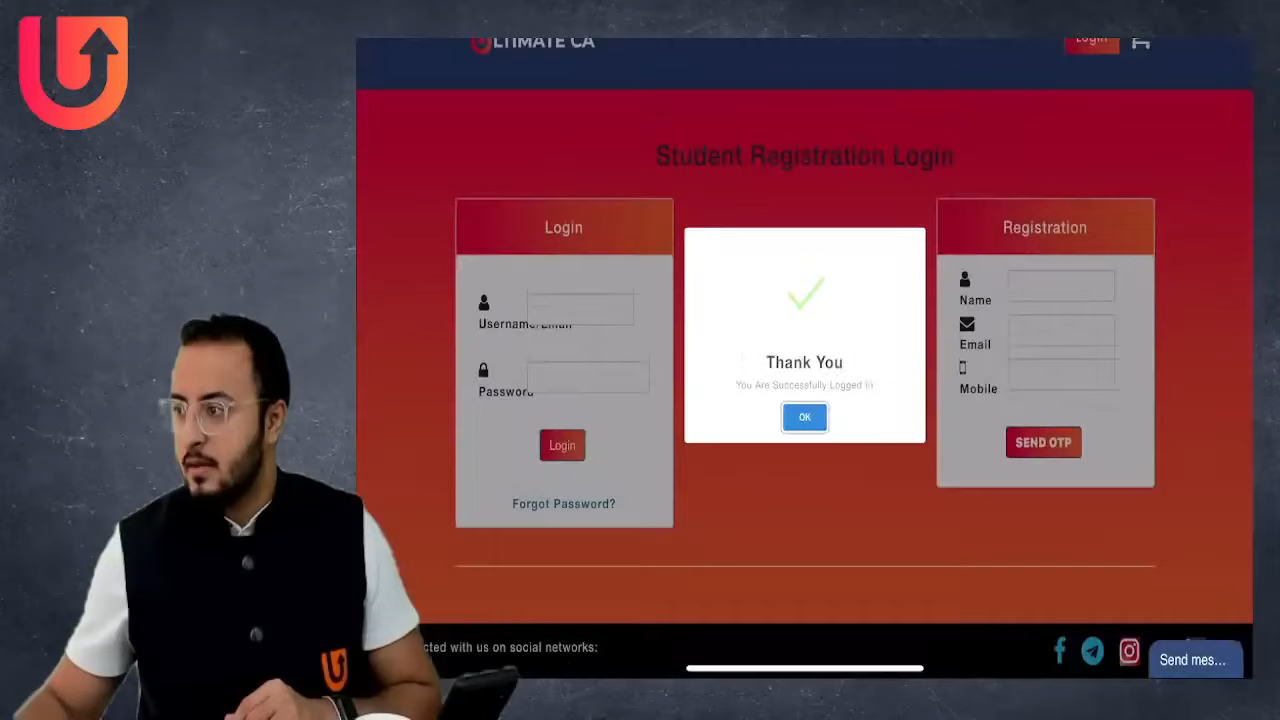 ULTIMATE CA
Login
Student Registration Login
Login
Username/Email
Password
Login
Forgot Password?
Thank You
You Are Successfully Logged In
OK
Registration
Name
Email
Mobile
SEND OTP
cted with us on social networks:
Send mes...